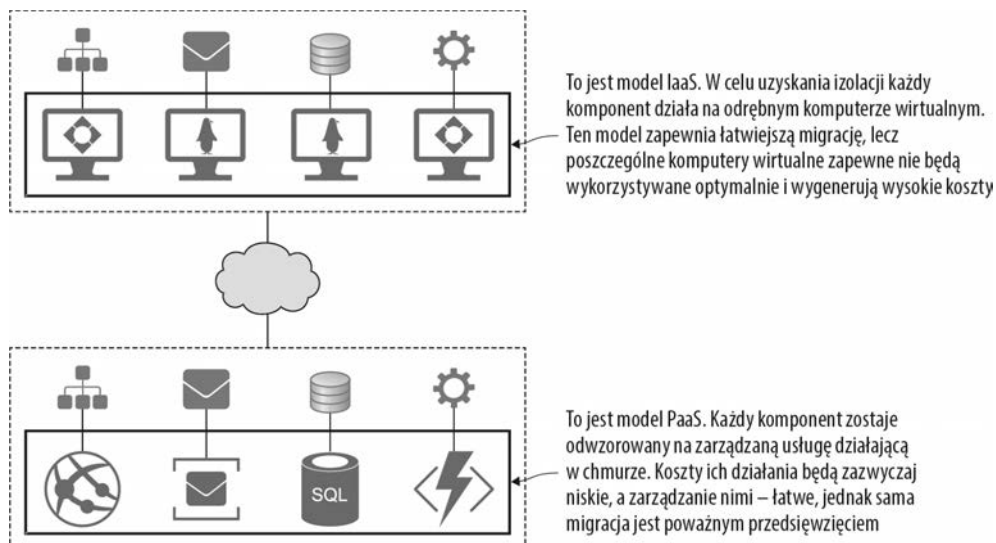 To jest model IaaS. W celu uzyskania izolacji każdy
komponent działa na odrębnym komputerze wirtualnym.
Ten model zapewnia łatwiejszą migrację, lecz
poszczególne komputery wirtualne zapewne nie będą
wykorzystywane optymalnie i wygenerują wysokie koszty
To jest model PaaS. Każdy komponent zostaje
odwzorowany na zarządzaną usługę działającą
w chmurze. Koszty ich działania będą zazwyczaj
niskie, a zarządzanie nimi – łatwe, jednak sama
migracja jest poważnym przedsięwzięciem
SQL